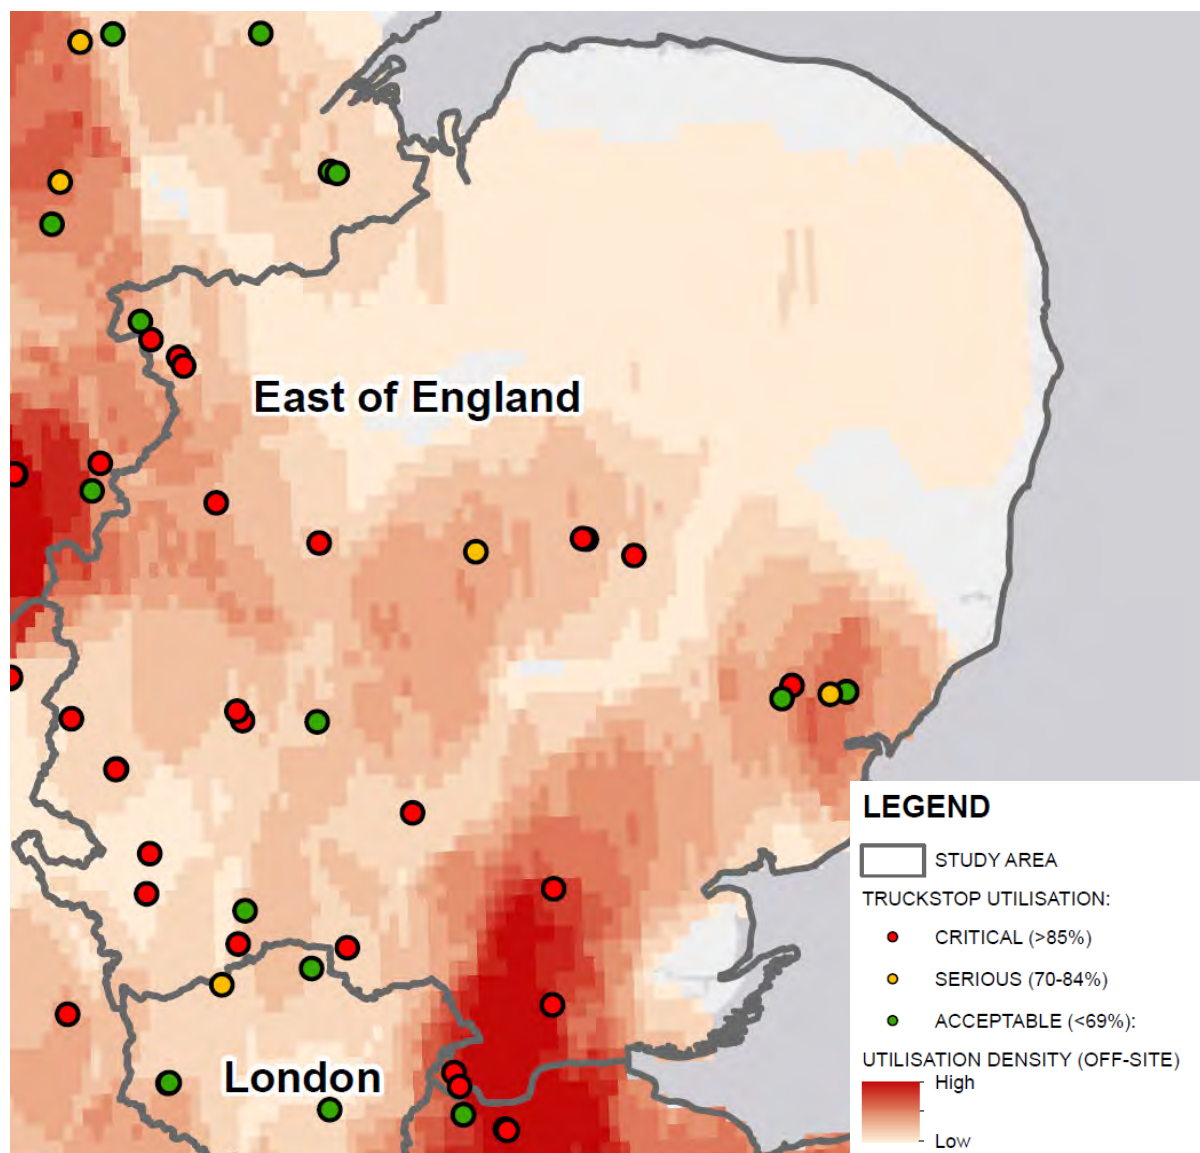 East of England
London
LEGEND
STUDY AREA
TRUCKSTOP UTILISATION:
CRITICAL (>85%)
SERIOUS (70-84%)
ACCEPTABLE (<69%):
UTILISATION DENSITY (OFF-SITE)
High
Low